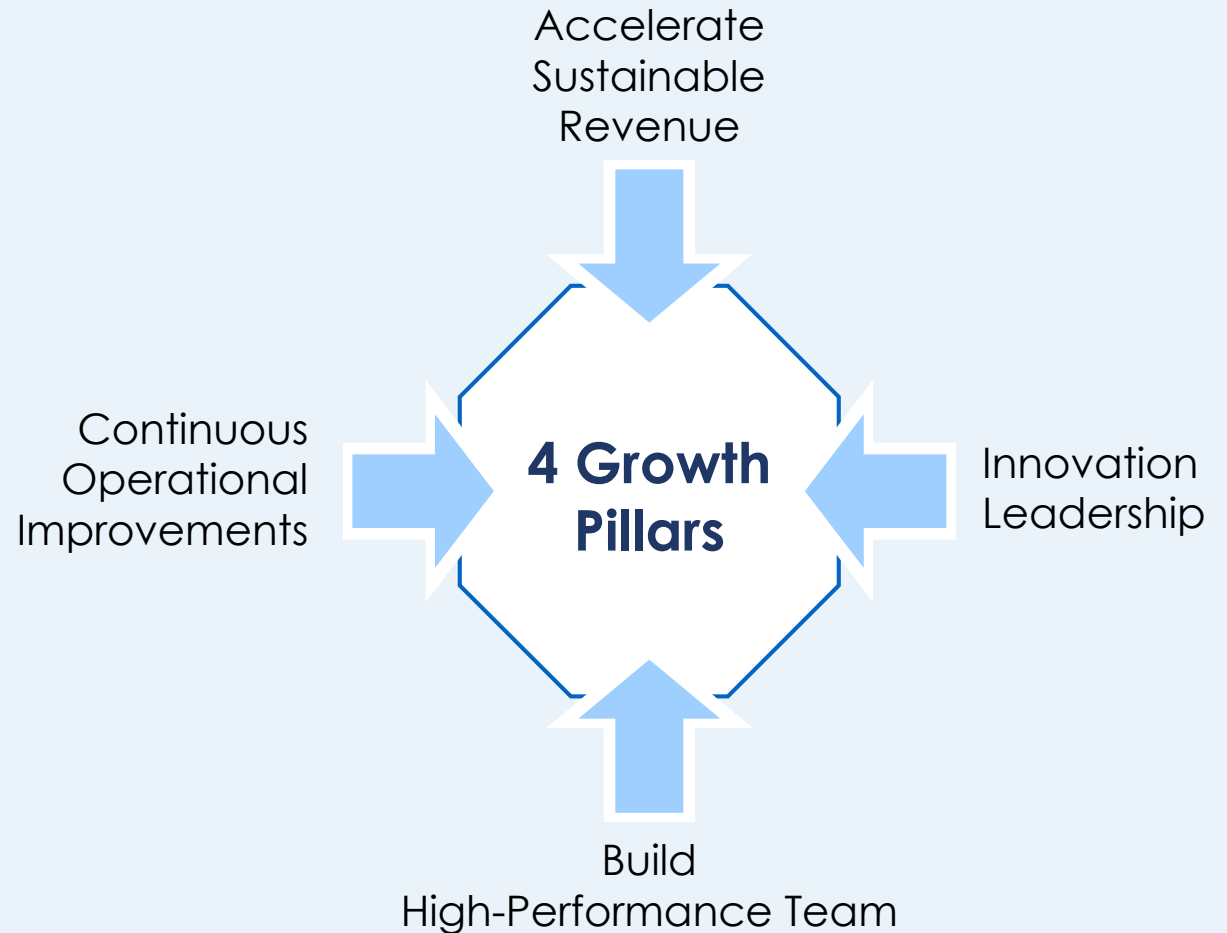 Accelerate
Sustainable
Revenue
Continuous
Operational
Improvements
4 Growth
Pillars
Innovation
Leadership
Build
High-Performance Team